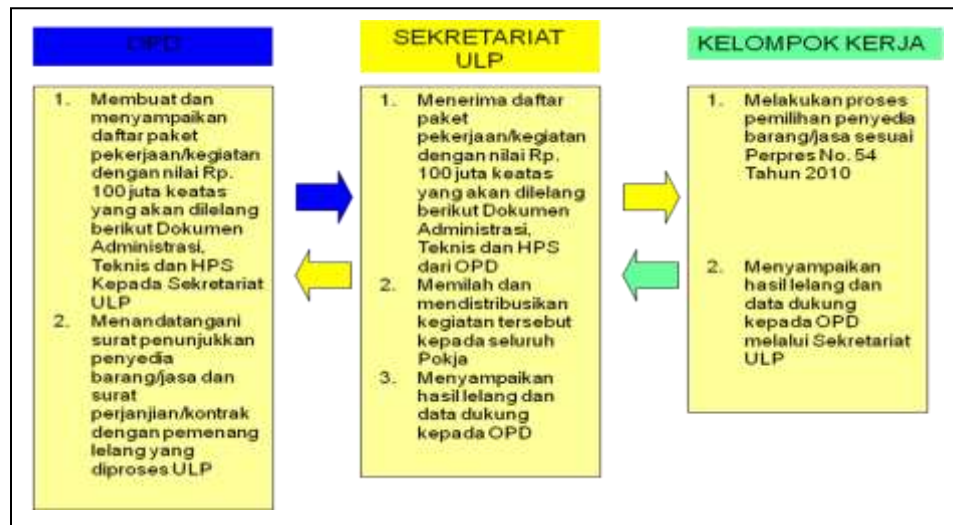 OPD
1. Membuat dan
menyampaikan
daftar paket
pekerjaan/kegiatan
dengan nilai Rp.
100 juta keatas
yang akan dilelang
berikut Dokumen
Administrasi,
Teknis dan HPS
Kepada Sekretariat
ULP
2. Menandatangani
surat penunjukkan
penyedia
barang/jasa dan
surat
perjanjian/kontrak
dengan pemenang
lelang yang
diproses ULP
SEKRETARIAT
ULP
1. Menerima daftar
paket
pekerjaan/kegiatan
dengan nilai Rp.
100 juta keatas
yang akan dilelang
berikut Dokumen
Administrasi,
Teknis dan HPS
dari OPD
2. Memilah dan
mendistribusikan
kegiatan tersebut
kepada seluruh
Pokja
3. Menyampaikan
hasil lelang dan
data dukung
kepada OPD
KELOMPOK KERJA
1. Melakukan proses
pemilihan penyedia
barang/jasa sesuai
Perpres No. 54
Tahun 2010
2. Menyampaikan
hasil lelang dan
data dukung
kepada OPD
melalui Sekretariat
ULP